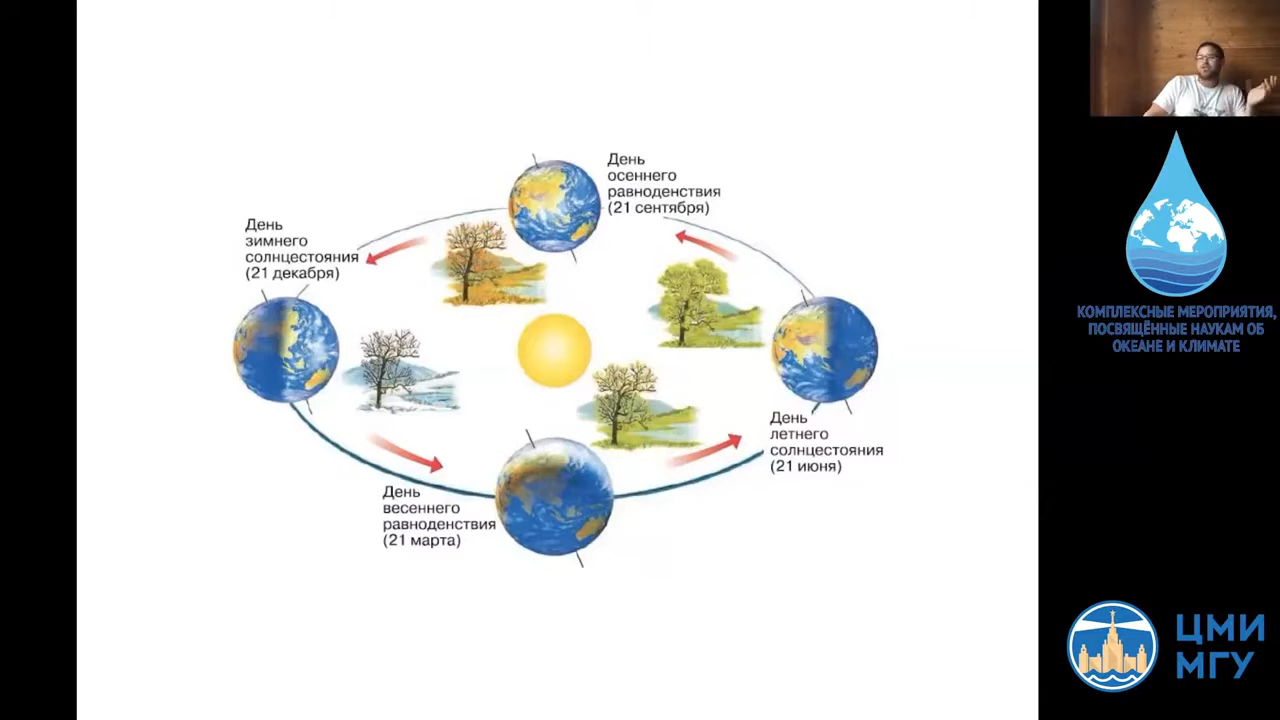 День
осеннего
равноденствия
(21 сентября)
День
зимнего
солнцестояния
(21 декабря)
День
летнего
солнцестояния
(21 июня)
День
весеннего
равноденствия
(21 марта)
КОМПЛЕКСНЫЕ МЕРОПРИЯТИЯ,
ПОСВЯЩЁННЫЕ НАУКАМ ОБ
ОКЕАНЕ И КЛИМАТЕ
ЦМИ
МГУ